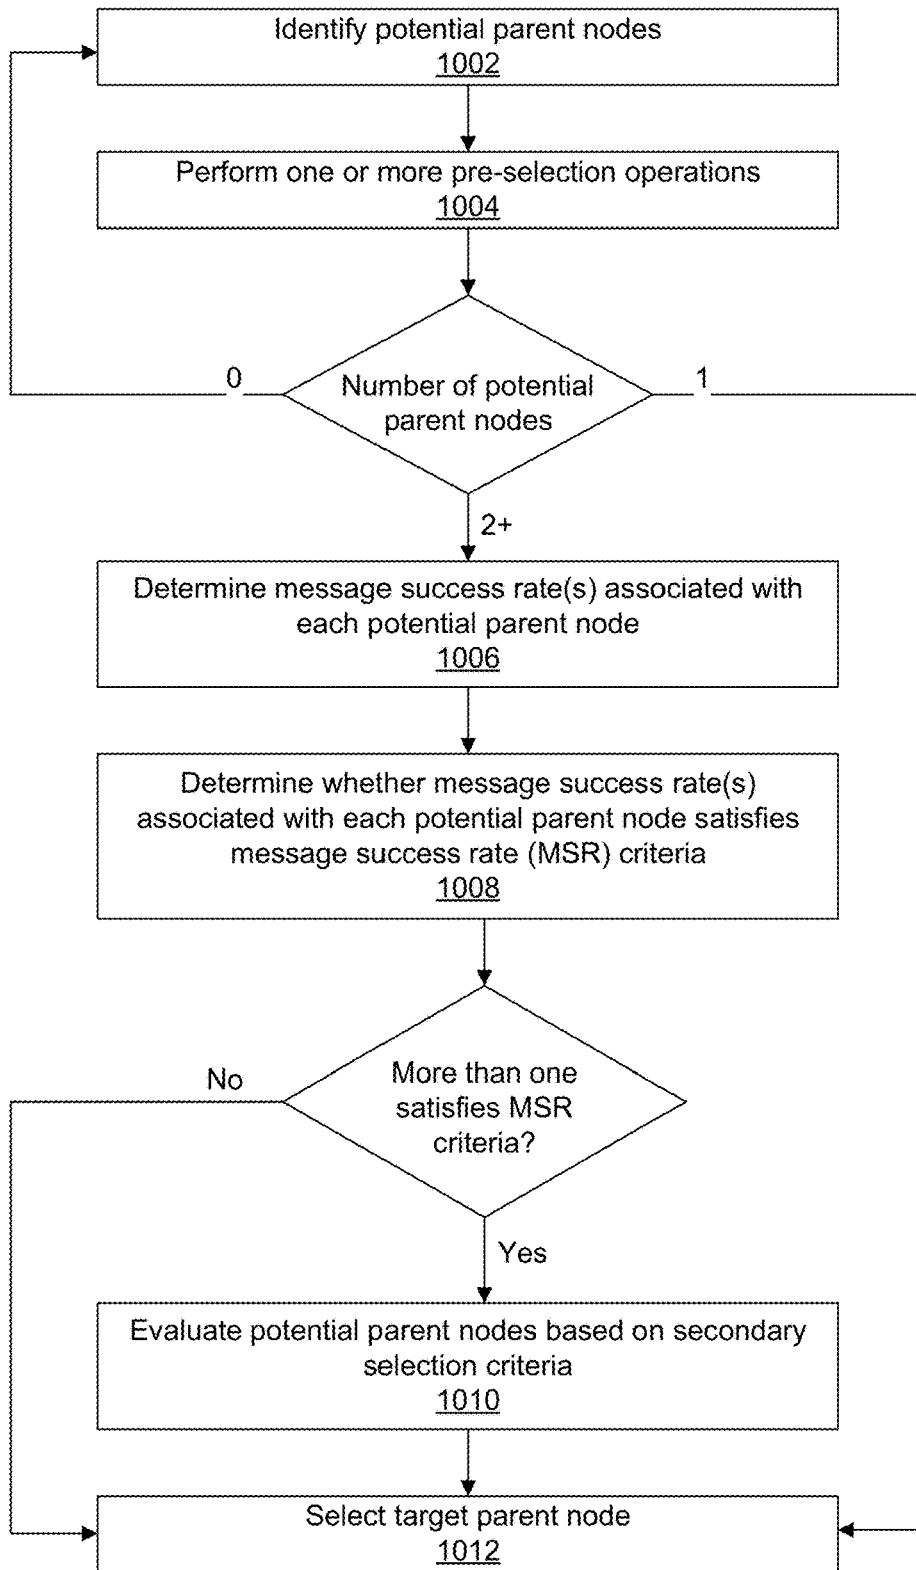 Identify potential parent nodes
1002
Perform one or more pre-selection operations
1004
0
Number of potential
parent nodes
1
2+
Determine message success rate(s) associated with
each potential parent node
1006
Determine whether message success rate(s)
associated with each potential parent node satisfies
message success rate (MSR) criteria
1008
No
More than one
satisfies MSR
criteria?
Yes
Evaluate potential parent nodes based on secondary
selection criteria
1010
Select target parent node
1012